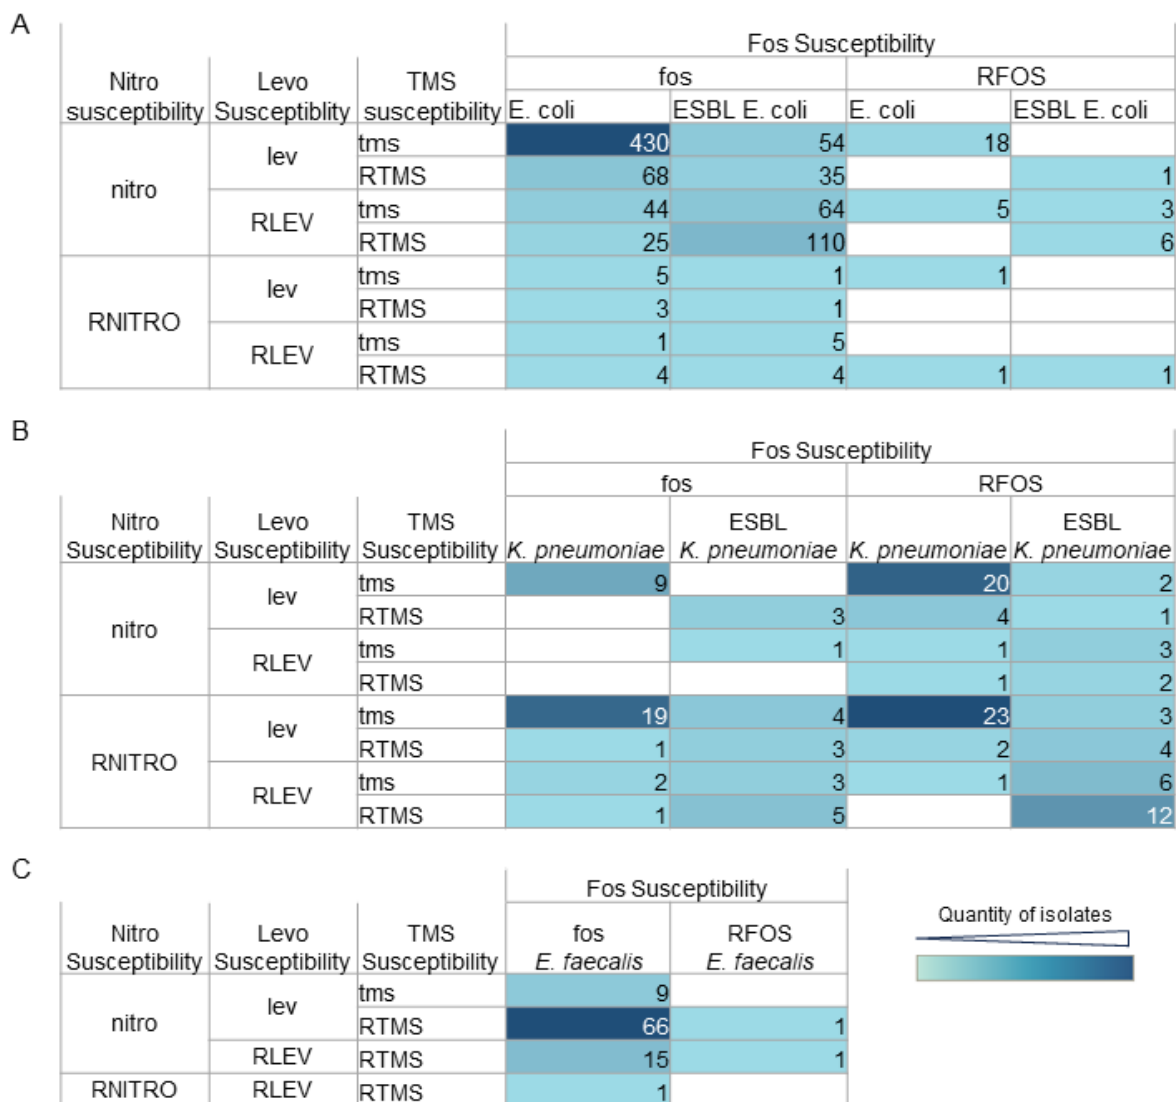 A
Fos Susceptibility
Nitro Levo TMS fos RFOS
susceptibility Susceptiblity susceptibility E. coli ESBL E. coli E. coli ESBL E. coli
nitro lev tms 430 54 18
RTMS 68 35 1
RLEV tms 44 64 5 3
RTMS 25 110 6
RNITRO lev tms 5 1 1
RTMS 3 1
RLEV tms 1 5
RTMS 4 4 1 1
B
Fos Susceptibility
fos RFOS
Nitro Levo TMS ESBL ESBL
Susceptibility Susceptibility Susceptibility K. pneumoniae K. pneumoniae K. pneumoniae K. pneumoniae
nitro lev tms 9 20 2
RTMS 3 4 1
RLEV tms 1 1 3
RTMS 1 2
RNITRO lev tms 19 4 23 3
RTMS 1 3 2 4
RLEV tms 2 3 1 6
RTMS 1 5 12
C
Fos Susceptibility
Nitro Levo TMS fos RFOS
Susceptibility Susceptibility Susceptibility E. faecalis E. faecalis
nitro lev tms 9
RTMS 66 1
RLEV RTMS 15 1
RNITRO RLEV RTMS 1
Quantity of isolates